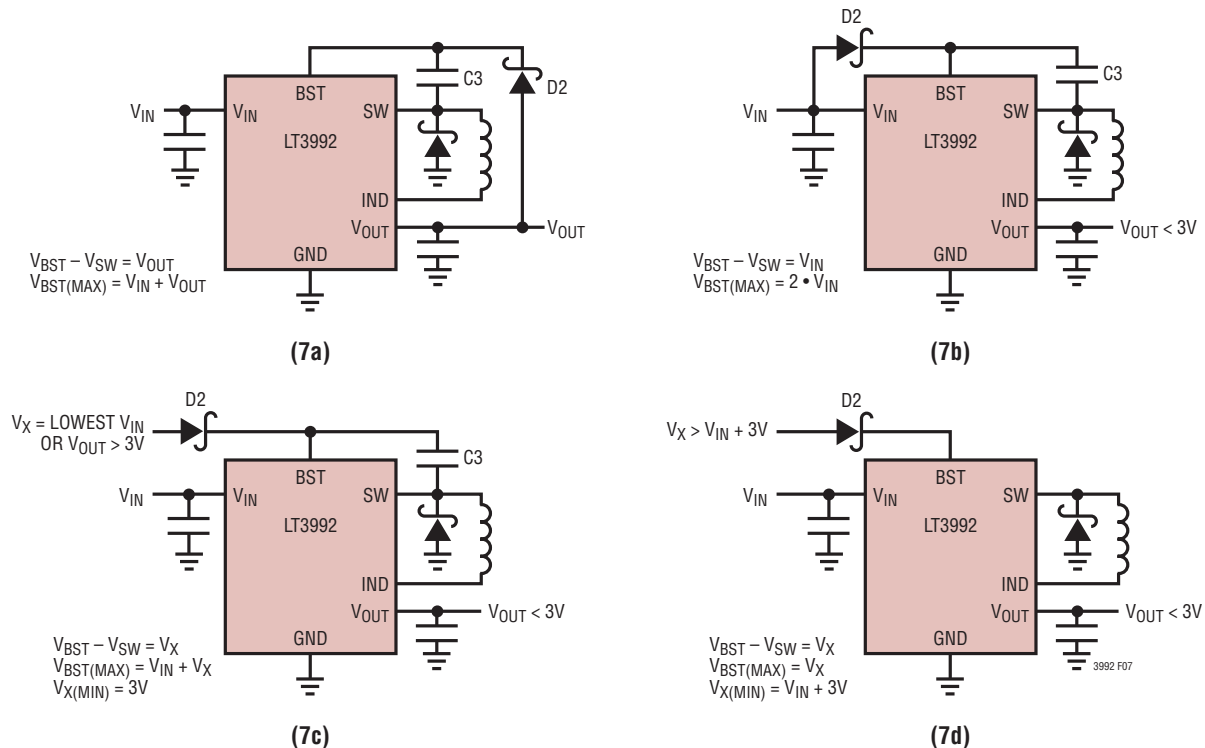 D2
C3
BST
V_IN
V_IN
SW
LT3992
IND
V_OUT
V_OUT
GND
V_BST – V_SW = V_OUT
V_BST(MAX) = V_IN + V_OUT
(7a)
D2
BST
C3
V_IN
V_IN
SW
LT3992
IND
V_OUT
V_OUT < 3V
GND
V_BST – V_SW = V_IN
V_BST(MAX) = 2 • V_IN
(7b)
D2
V_X = LOWEST V_IN
OR V_OUT > 3V
BST
C3
V_IN
V_IN
SW
LT3992
IND
V_OUT
V_OUT < 3V
GND
V_BST – V_SW = V_X
V_BST(MAX) = V_IN + V_X
V_X(MIN) = 3V
(7c)
D2
V_X > V_IN + 3V
BST
V_IN
V_IN
SW
LT3992
IND
V_OUT
V_OUT < 3V
GND
V_BST – V_SW = V_X
V_BST(MAX) = V_X
V_X(MIN) = V_IN + 3V
3992 F07
(7d)